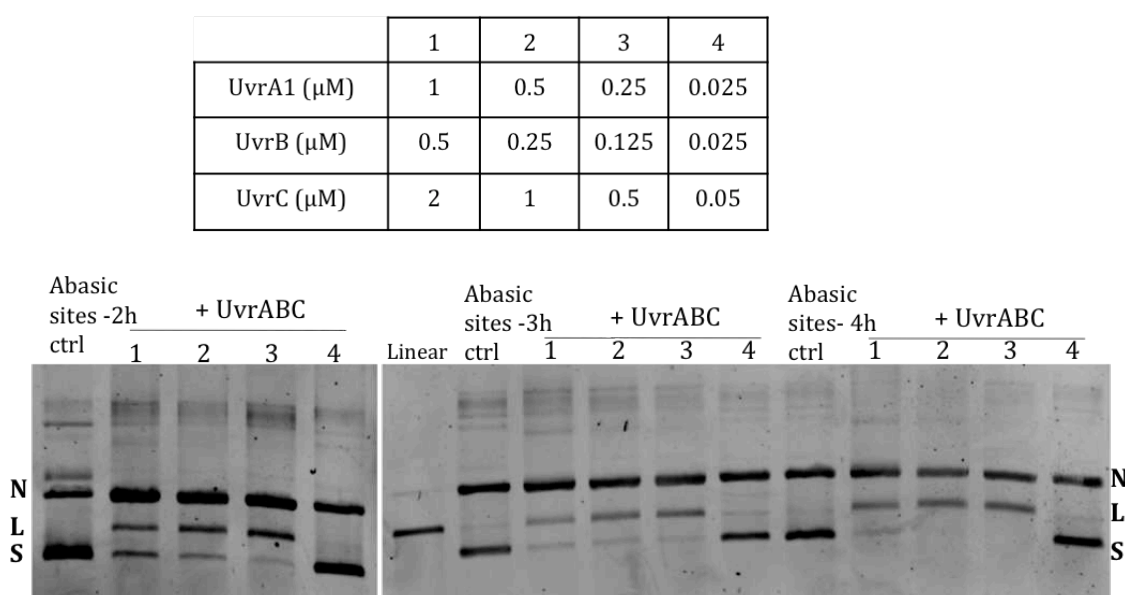 1 2 3 4
UvrA1 (μM) 1 0.5 0.25 0.025
UvrB (μM) 0.5 0.25 0.125 0.025
UvrC (μM) 2 1 0.5 0.05
Abasic
sites -2h
ctrl
+ UvrABC
1 2 3 4
Linear
Abasic
sites -3h
ctrl
+ UvrABC
1 2 3 4
Abasic
sites- 4h
ctrl
+ UvrABC
1 2 3 4
N
L
S
N
L
S